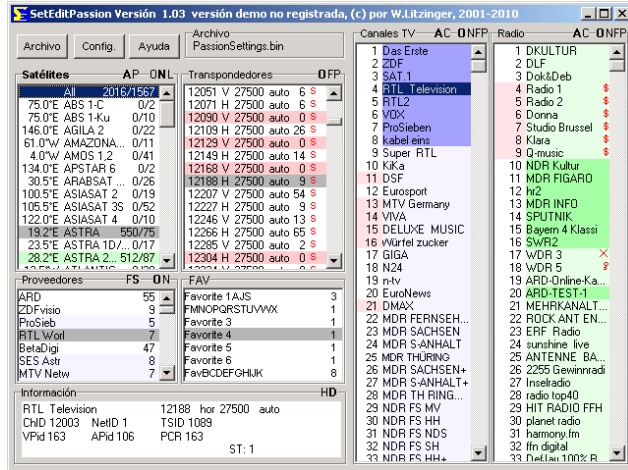 SetEditPassion Versión 1.03 versión demo no registrada, (c) por W.Litzinger, 2001-2010
Archivo
Config.
Ayuda
Archivo
PassionSettings.bin
Satélites AP ONL
All 2016/1567
75.0°E ABS 1-C 0/2
75.0°E ABS 1-Ku 0/10
146.0°E AGILA 2 0/22
61.0°W AMAZONA... 0/11
4.0°W AMOS 1,2 0/41
134.0°E APSTAR 6 0/2
30.5°E ARABSAT ... 0/26
100.5°E ASIASAT 2 0/19
105.5°E ASIASAT 3S 0/52
122.0°E ASIASAT 4 0/10
19.2°E ASTRA 550/75
23.5°E ASTRA 1D/... 0/17
28.2°E ASTRA 2... 512/87
Transpondedores OFP
12051 V 27500 auto 6 S
12071 H 27500 auto 6 S
12090 V 27500 auto 0 S
12109 H 27500 auto 26 S
12129 V 27500 auto 0 S
12149 H 27500 auto 14 S
12168 V 27500 auto 0 S
12188 H 27500 auto 9 S
12207 V 27500 auto 54 S
12227 H 27500 auto 9 S
12246 V 27500 auto 13 S
12266 H 27500 auto 65 S
12285 V 27500 auto 2 S
12304 H 27500 auto 0 S
Proveedores FS ON
ARD 55
ZDFvisio 9
ProSieb 5
RTL Worl 7
BetaDigi 47
SES Astr 8
MTV Netw 7
FAV
Favorite 1AJS 3
FMNOPQRSTUVWX 1
Favorite 3 1
Favorite 4 1
Favorite 5 1
Favorite 6 1
FavBCDEFGHIJK 8
Información HD
RTL Television 12188 hor 27500 auto
ChID 12003 NetID 1 TSID 1089
VPid 163 APid 106 PCR 163
ST: 1
Canales TV AC ONFP
1 Das Erste
2 ZDF
3 SAT.1
4 RTL Television
5 RTL2
6 VOX
7 ProSieben
8 kabel eins
9 Super RTL
10 KiKa
11 DSF
12 Eurosport
13 MTV Germany
14 VIVA
15 DELUXE MUSIC
16 Würfel zucker
17 GIGA
18 N24
19 n-tv
20 EuroNews
21 DMAX
22 MDR FERNSEH...
23 MDR SACHSEN
24 MDR S-ANHALT
25 MDR THÜRING
26 MDR SACHSEN+
27 MDR S-ANHALT+
28 MDR TH RING...
29 NDR FS MV
30 NDR FS HH
31 NDR FS NDS
32 NDR FS SH
33 NDR FS HH+
Radio AC ONFP
1 DKULTUR
2 DLF
3 Dok&Deb
4 Radio 1 $
5 Radio 2 $
6 Donna $
7 Studio Brussel $
8 Klara $
9 Q-music $
10 NDR Kultur
11 MDR FIGARO
12 hr2
13 MDR INFO
14 SPUTNIK
15 Bayern 4 Klassi
16 SWR2
17 WDR 3
18 WDR 5 ?
19 ARD-Online-Ka...
20 ARD-TEST-1
21 MEHRKANALT...
22 ROCK ANT EN...
23 ERF Radio
24 sunshine live
25 ANTENNE BA...
26 2255 Gewinnradi
27 Inselradio
28 radio top40
29 HIT RADIO FFH
30 planet radio
31 harmony.fm
32 ffn digital
33 DefJay 100% R